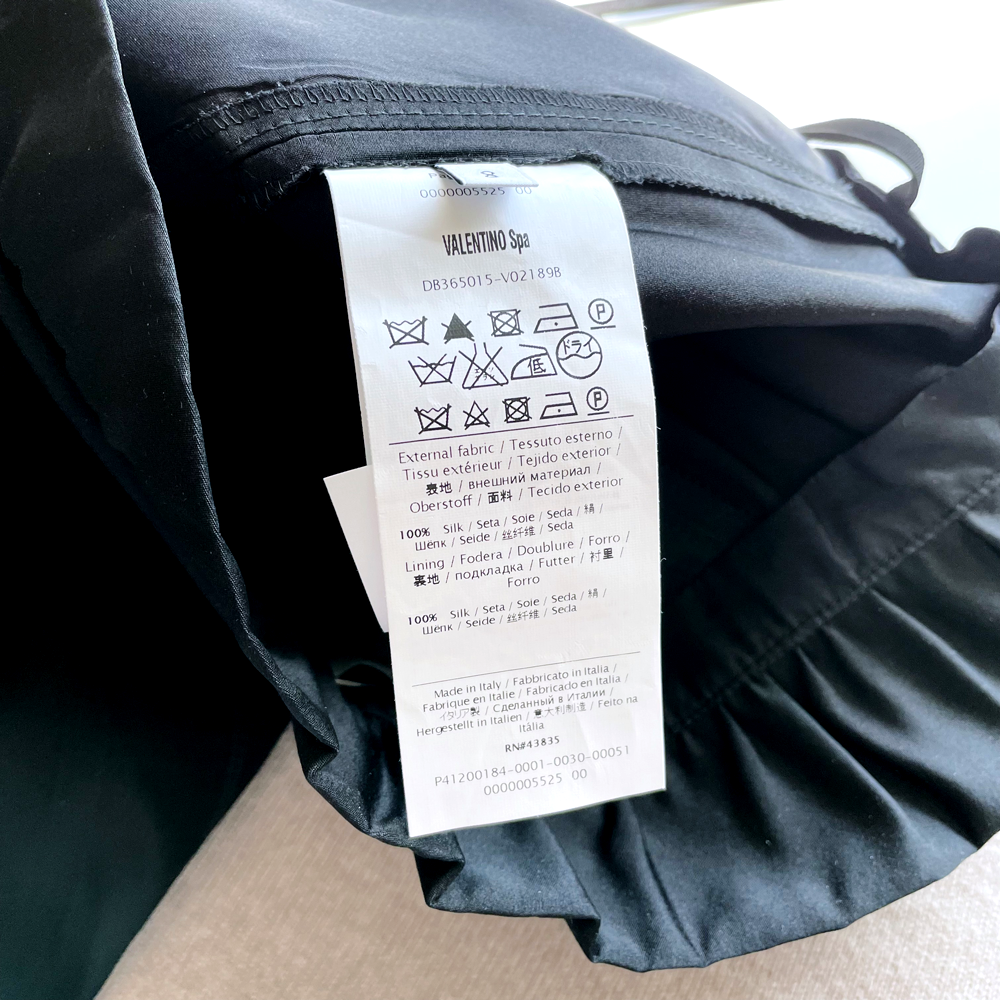 0000005525 00
VALENTINO Spa
DB365015-V02189B
P
ドライ
低
P
External fabric / Tessuto esterno /
Tissu extérieur / Tejido exterior /
表地 / внешний материал /
Oberstoff / 面料 / Tecido exterior
100% Silk / Seta / Soie / Seda / 絹 /
Шёлк / Seide / 丝纤维 / Seda
Lining / Fodera / Doublure / Forro /
裏地 / подкладка / Futter / 衬里 /
Forro
100% Silk / Seta / Soie / Seda / 絹 /
Шёлк / Seide / 丝纤维 / Seda
Made in Italy / Fabbricato in Italia /
Fabrique en Italie / Fabricado en Italia /
イタリア製 / Сделанный в Италии /
Hergestellt in Italien / 意大利制造 / Feito na
Itália
RN#43835
P41200184-0001-0030-00051
0000005525 00